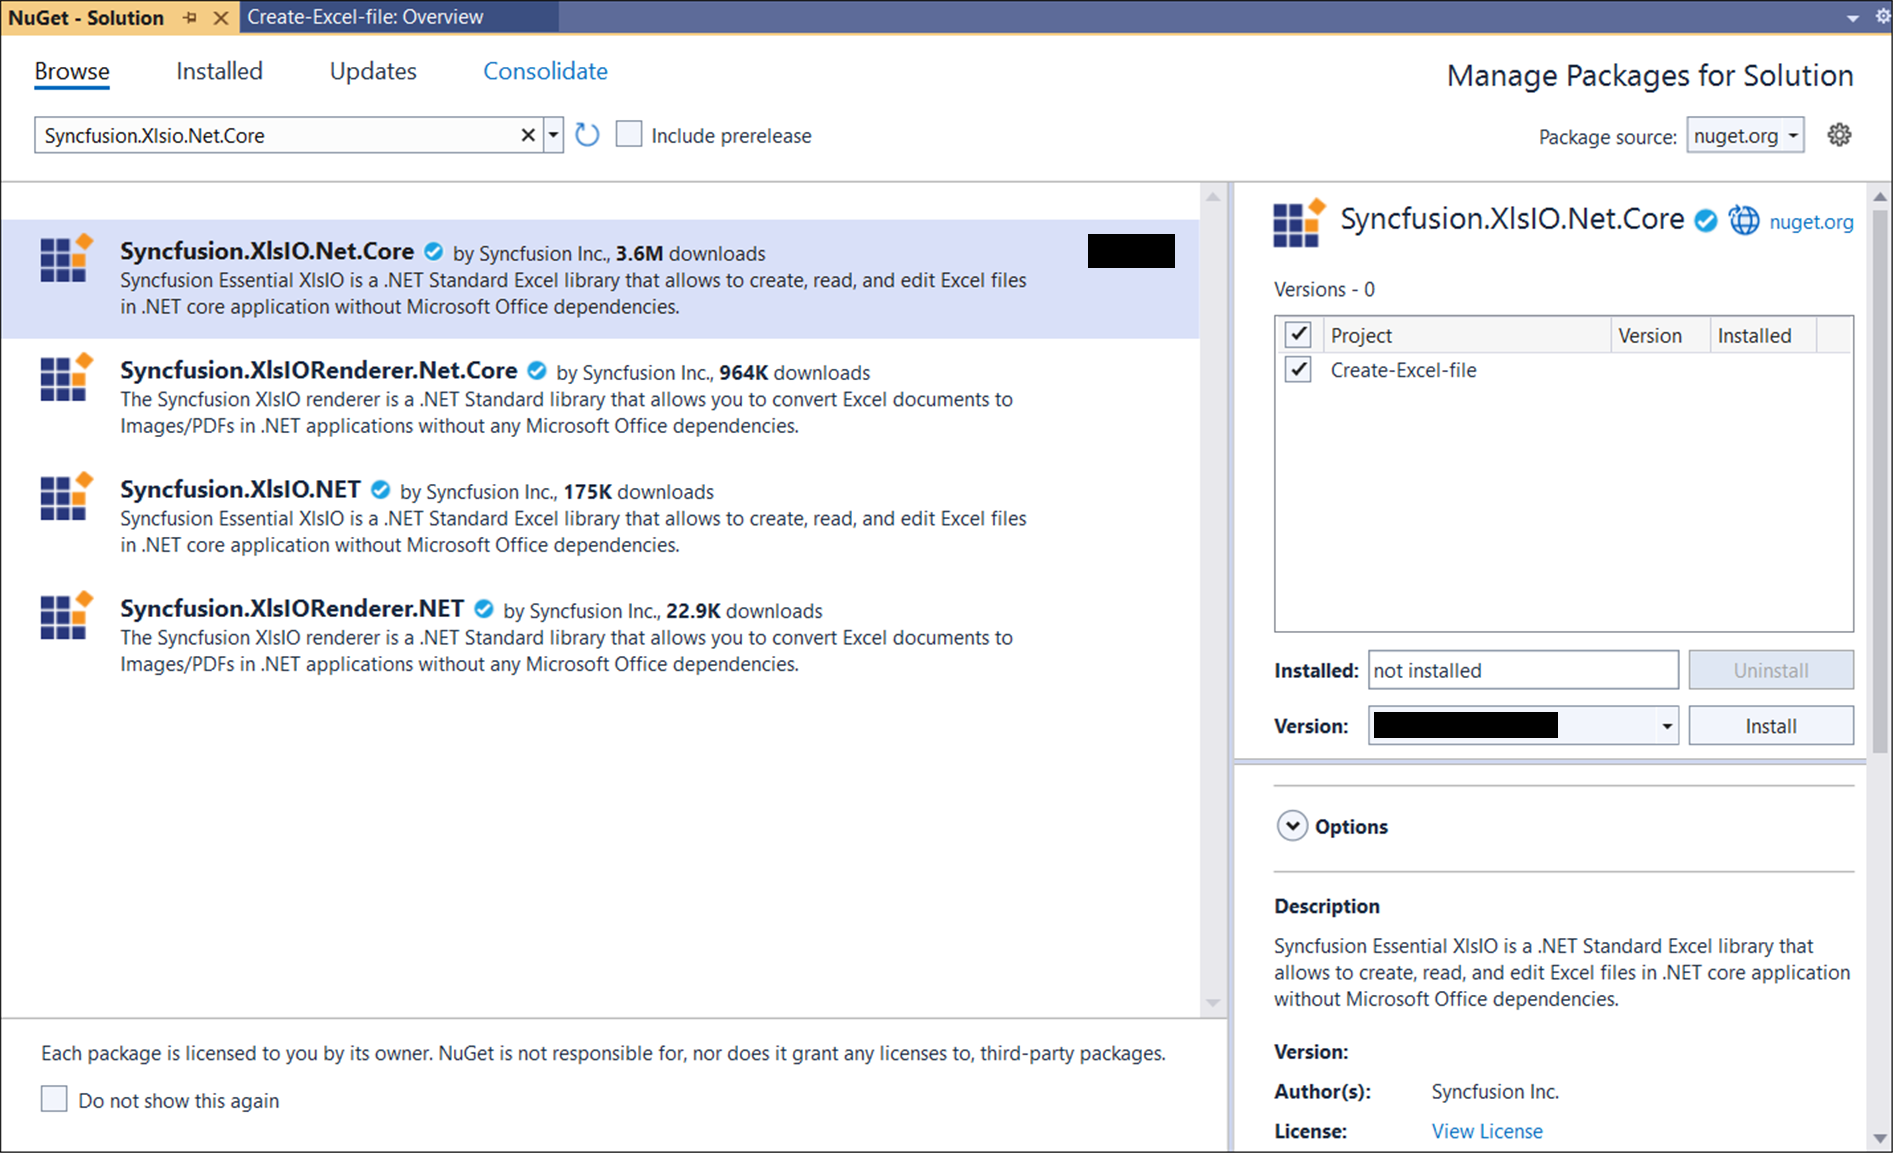 NuGet - Solution
Create-Excel-file: Overview
Browse
Installed
Updates
Consolidate
Manage Packages for Solution
Syncfusion.Xlsio.Net.Core
Include prerelease
Package source:
nuget.org
Syncfusion.XlsIO.Net.Core by Syncfusion Inc., 3.6M downloads
Syncfusion Essential XlsIO is a .NET Standard Excel library that allows to create, read, and edit Excel files
in .NET core application without Microsoft Office dependencies.
Syncfusion.XlsIORenderer.Net.Core by Syncfusion Inc., 964K downloads
The Syncfusion XlsIO renderer is a .NET Standard library that allows you to convert Excel documents to
Images/PDFs in .NET applications without any Microsoft Office dependencies.
Syncfusion.XlsIO.NET by Syncfusion Inc., 175K downloads
Syncfusion Essential XlsIO is a .NET Standard Excel library that allows to create, read, and edit Excel files
in .NET core application without Microsoft Office dependencies.
Syncfusion.XlsIORenderer.NET by Syncfusion Inc., 22.9K downloads
The Syncfusion XlsIO renderer is a .NET Standard library that allows you to convert Excel documents to
Images/PDFs in .NET applications without any Microsoft Office dependencies.
Each package is licensed to you by its owner. NuGet is not responsible for, nor does it grant any licenses to, third-party packages.
Do not show this again
Syncfusion.XlsIO.Net.Core
nuget.org
Versions - 0
Project
Version
Installed
Create-Excel-file
Installed:
not installed
Uninstall
Version:
Install
Options
Description
Syncfusion Essential XlsIO is a .NET Standard Excel library that
allows to create, read, and edit Excel files in .NET core application
without Microsoft Office dependencies.
Version:
Author(s):
Syncfusion Inc.
License:
View License